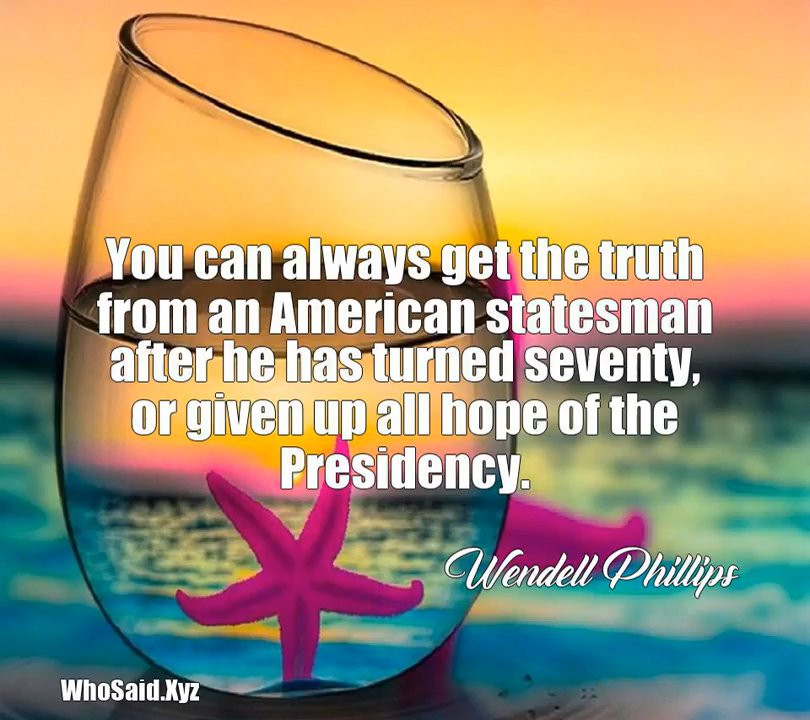 You can always get the truth
from an American statesman
after he has turned seventy,
or given up all hope of the
Presidency.
Wendell Phillips
WhoSaid.Xyz